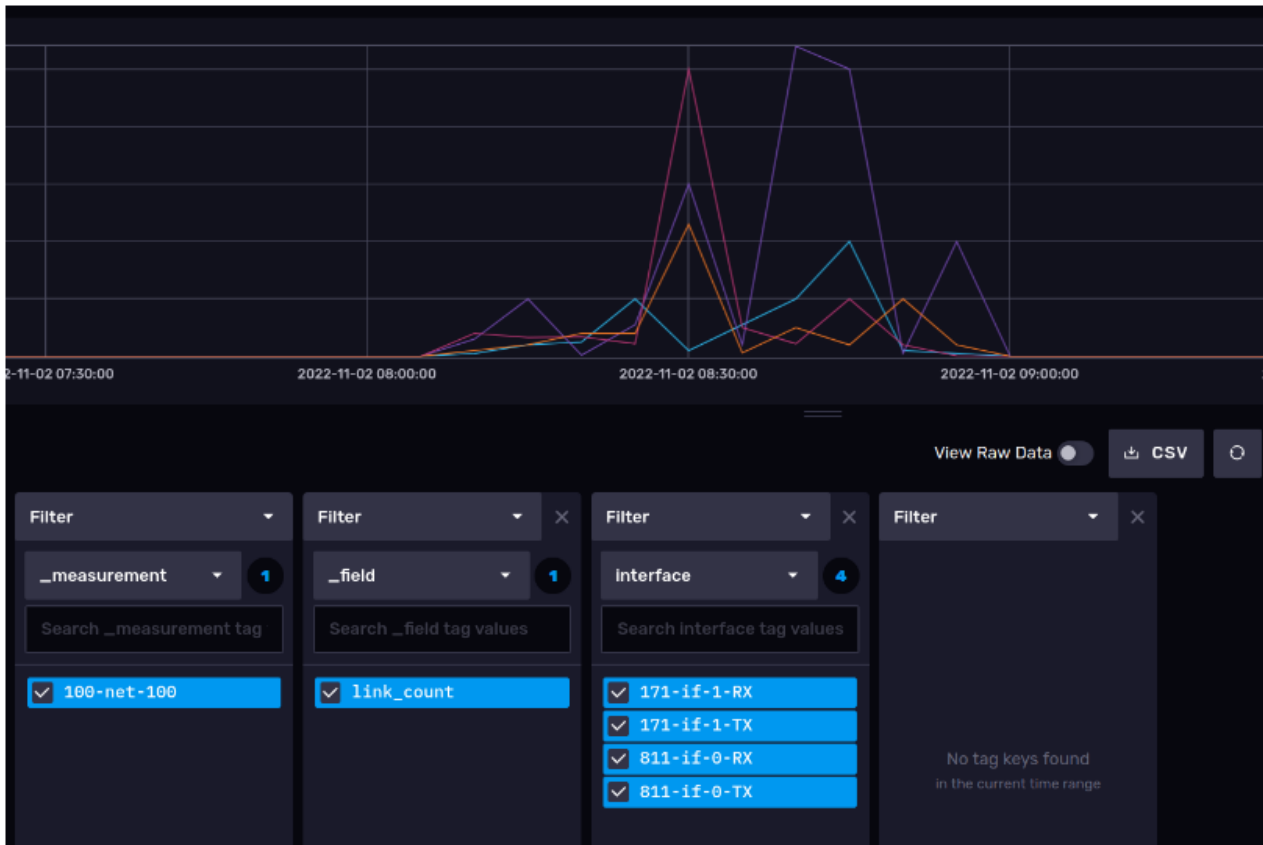 2-11-02 07:30:00 2022-11-02 08:00:00 2022-11-02 08:30:00 2022-11-02 09:00:00
View Raw Data CSV
Filter Filter Filter Filter
_measurement 1 _field 1 interface 4
Search _measurement tag Search _field tag values Search interface tag values
100-net-100 link_count 171-if-1-RX
171-if-1-TX
811-if-0-RX
No tag keys found
in the current time range
811-if-0-TX